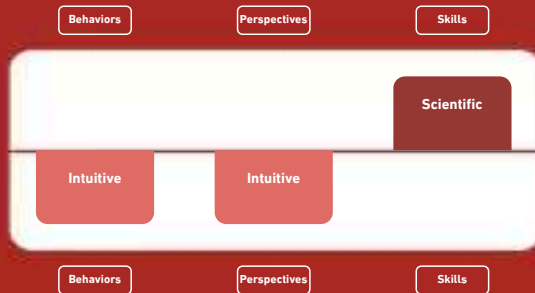 Behaviors Perspectives Skills
Scientific
Intuitive Intuitive
Behaviors Perspectives Skills